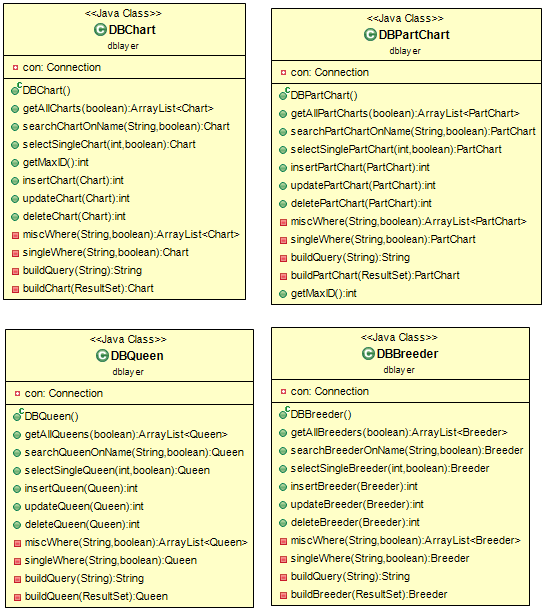 <<Java Class>>
DBChart
dblayer
con: Connection
DBChart()
getAllCharts(boolean):ArrayList<Chart>
searchChartOnName(String,boolean):Chart
selectSingleChart(int,boolean):Chart
getMaxID():int
insertChart(Chart):int
updateChart(Chart):int
deleteChart(Chart):int
miscWhere(String,boolean):ArrayList<Chart>
singleWhere(String,boolean):Chart
buildQuery(String):String
buildChart(ResultSet):Chart
<<Java Class>>
DBPartChart
dblayer
con: Connection
DBPartChart()
getAllPartCharts(boolean):ArrayList<PartChart>
searchPartChartOnName(String,boolean):PartChart
selectSinglePartChart(int,boolean):PartChart
insertPartChart(PartChart):int
updatePartChart(PartChart):int
deletePartChart(PartChart):int
miscWhere(String,boolean):ArrayList<PartChart>
singleWhere(String,boolean):PartChart
buildQuery(String):String
buildPartChart(ResultSet):PartChart
getMaxID():int
<<Java Class>>
DBQueen
dblayer
con: Connection
DBQueen()
getAllQueens(boolean):ArrayList<Queen>
searchQueenOnName(String,boolean):Queen
selectSingleQueen(int,boolean):Queen
insertQueen(Queen):int
updateQueen(Queen):int
deleteQueen(Queen):int
miscWhere(String,boolean):ArrayList<Queen>
singleWhere(String,boolean):Queen
buildQuery(String):String
buildQueen(ResultSet):Queen
<<Java Class>>
DBBreeder
dblayer
con: Connection
DBBreeder()
getAllBreeders(boolean):ArrayList<Breeder>
searchBreederOnName(String,boolean):Breeder
selectSingleBreeder(int,boolean):Breeder
insertBreeder(Breeder):int
updateBreeder(Breeder):int
deleteBreeder(Breeder):int
miscWhere(String,boolean):ArrayList<Breeder>
singleWhere(String,boolean):Breeder
buildQuery(String):String
buildBreeder(ResultSet):Breeder